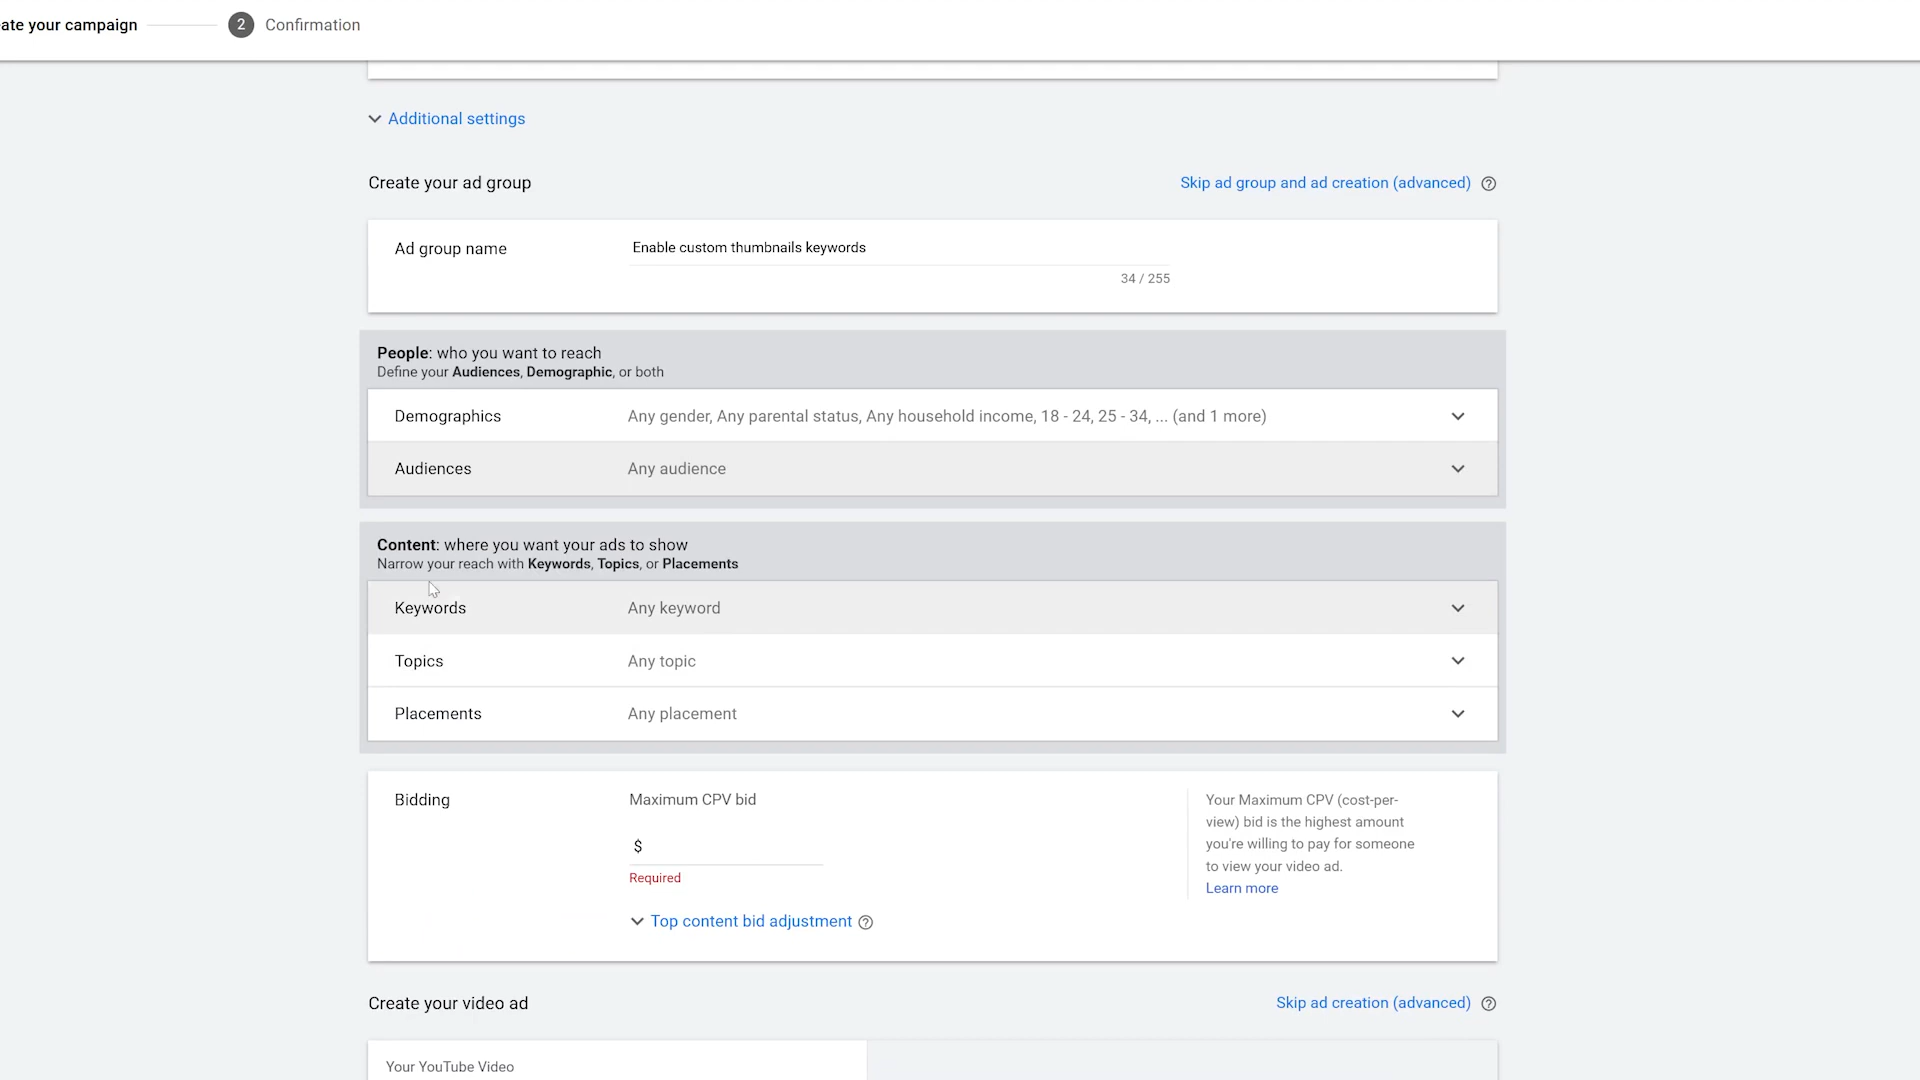 ate your campaign
2
Confirmation
Additional settings
Create your ad group
Skip ad group and ad creation (advanced)
Ad group name
Enable custom thumbnails keywords
34 / 255
People: who you want to reach
Define your Audiences, Demographic, or both
Demographics
Any gender, Any parental status, Any household income, 18 - 24, 25 - 34, ... (and 1 more)
Audiences
Any audience
Content: where you want your ads to show
Narrow your reach with Keywords, Topics, or Placements
Keywords
Any keyword
Topics
Any topic
Placements
Any placement
Bidding
Maximum CPV bid
$
Required
Top content bid adjustment
Your Maximum CPV (cost-per-
view) bid is the highest amount
you're willing to pay for someone
to view your video ad.
Learn more
Create your video ad
Skip ad creation (advanced)
Your YouTube Video